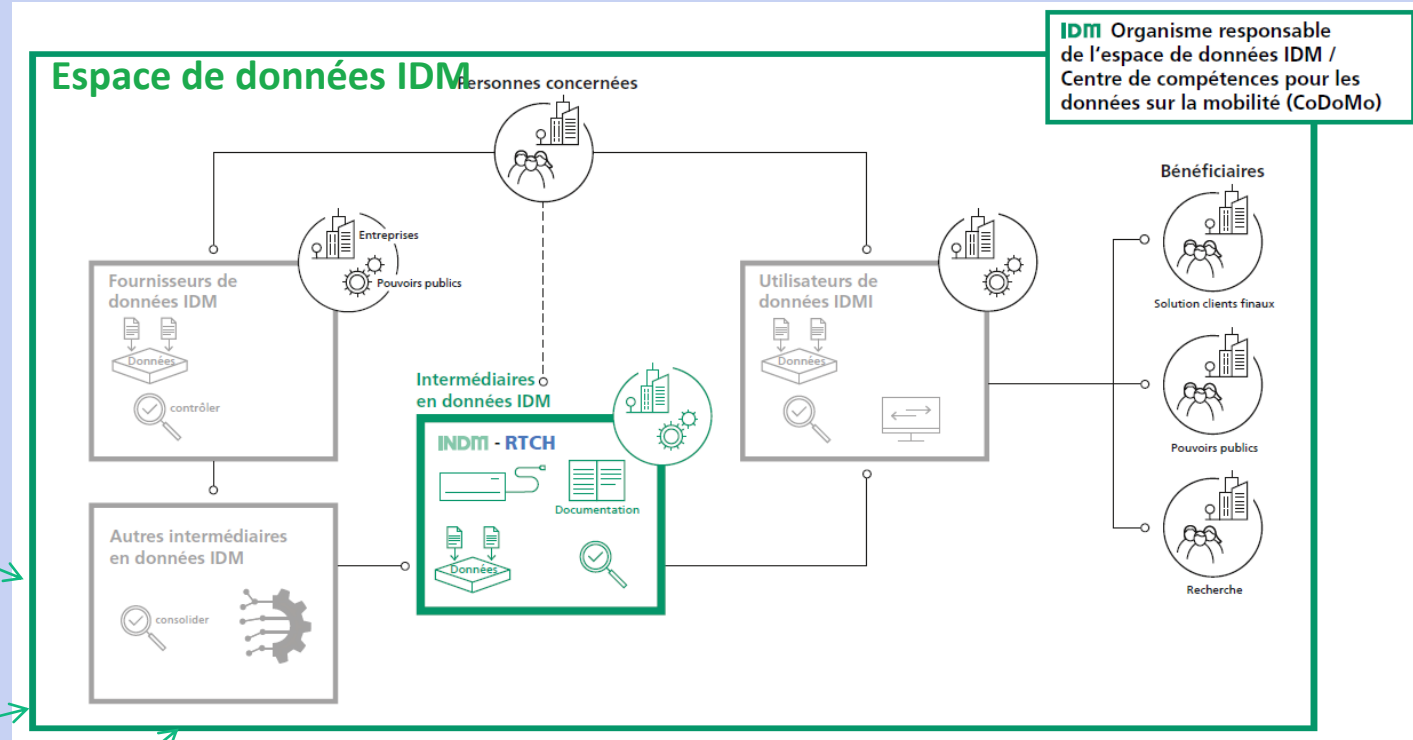 IDM Organisme responsable
de l'espace de données IDM /
Centre de compétences pour les
données sur la mobilité (CoDoMo)
Espace de données IDM
Personnes concernées
Bénéficiaires
Entreprises
Pouvoirs publics
Fournisseurs de
données IDM
Données
contrôler
Utilisateurs de
données IDMI
Données
Solution clients finaux
Intermédiaires
en données IDM
INDM - RTCH
Documentation
Données
Pouvoirs publics
Autres intermédiaires
en données IDM
consolider
Recherche